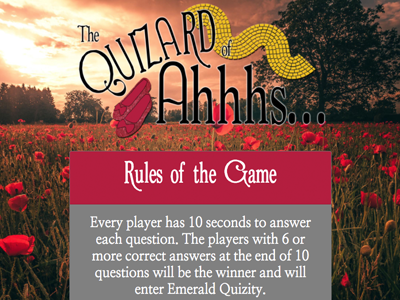 The
QUIZARD of
Ahhhs...
Rules of the Game
Every player has 10 seconds to answer
each question. The players with 6 or
more correct answers at the end of 10
questions will be the winner and will
enter Emerald Quizity.